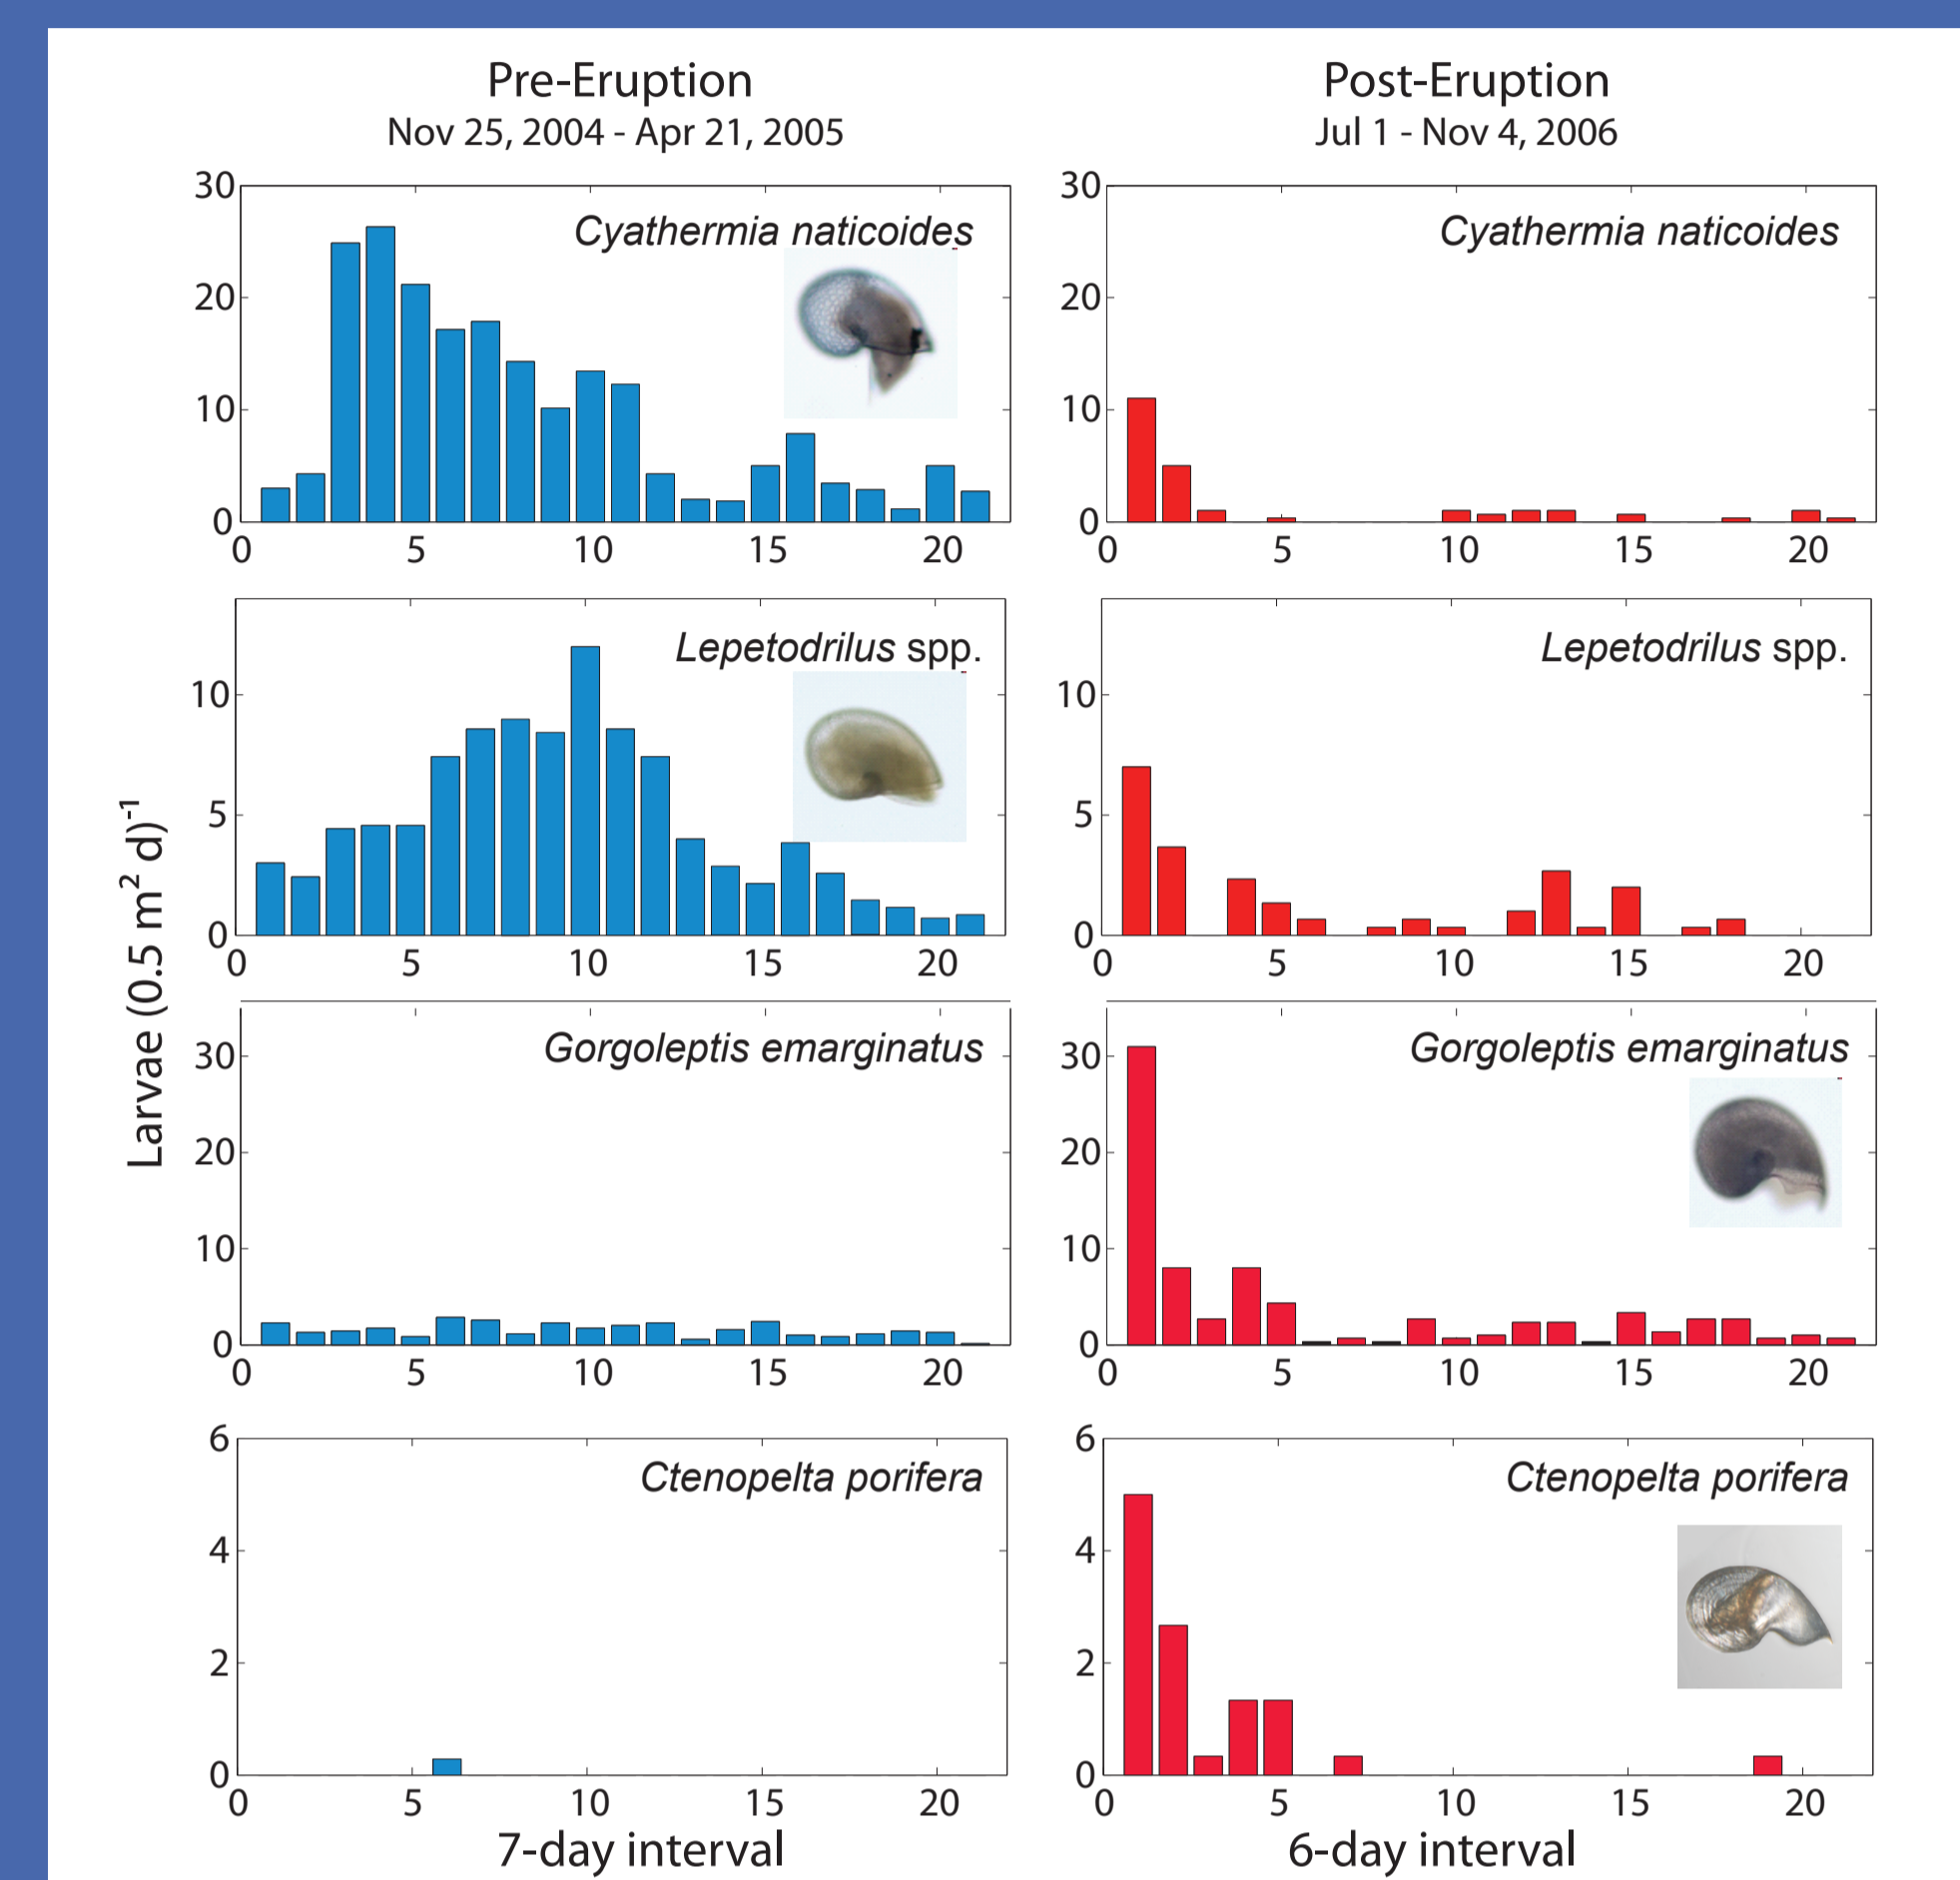 Pre-Eruption
Nov 25, 2004 - Apr 21, 2005
Post-Eruption
Jul 1 - Nov 4, 2006
Larvae (0.5 m² d)⁻¹
Cyathermia naticoides
30
20
10
0
0 5 10 15 20
Cyathermia naticoides
30
20
10
0
0 5 10 15 20
Lepetodrilus spp.
10
5
0
0 5 10 15 20
Lepetodrilus spp.
10
5
0
0 5 10 15 20
Gorgoleptis emarginatus
30
20
10
0
0 5 10 15 20
Gorgoleptis emarginatus
30
20
10
0
0 5 10 15 20
Ctenopelta porifera
6
4
2
0
0 5 10 15 20
7-day interval
Ctenopelta porifera
6
4
2
0
0 5 10 15 20
6-day interval